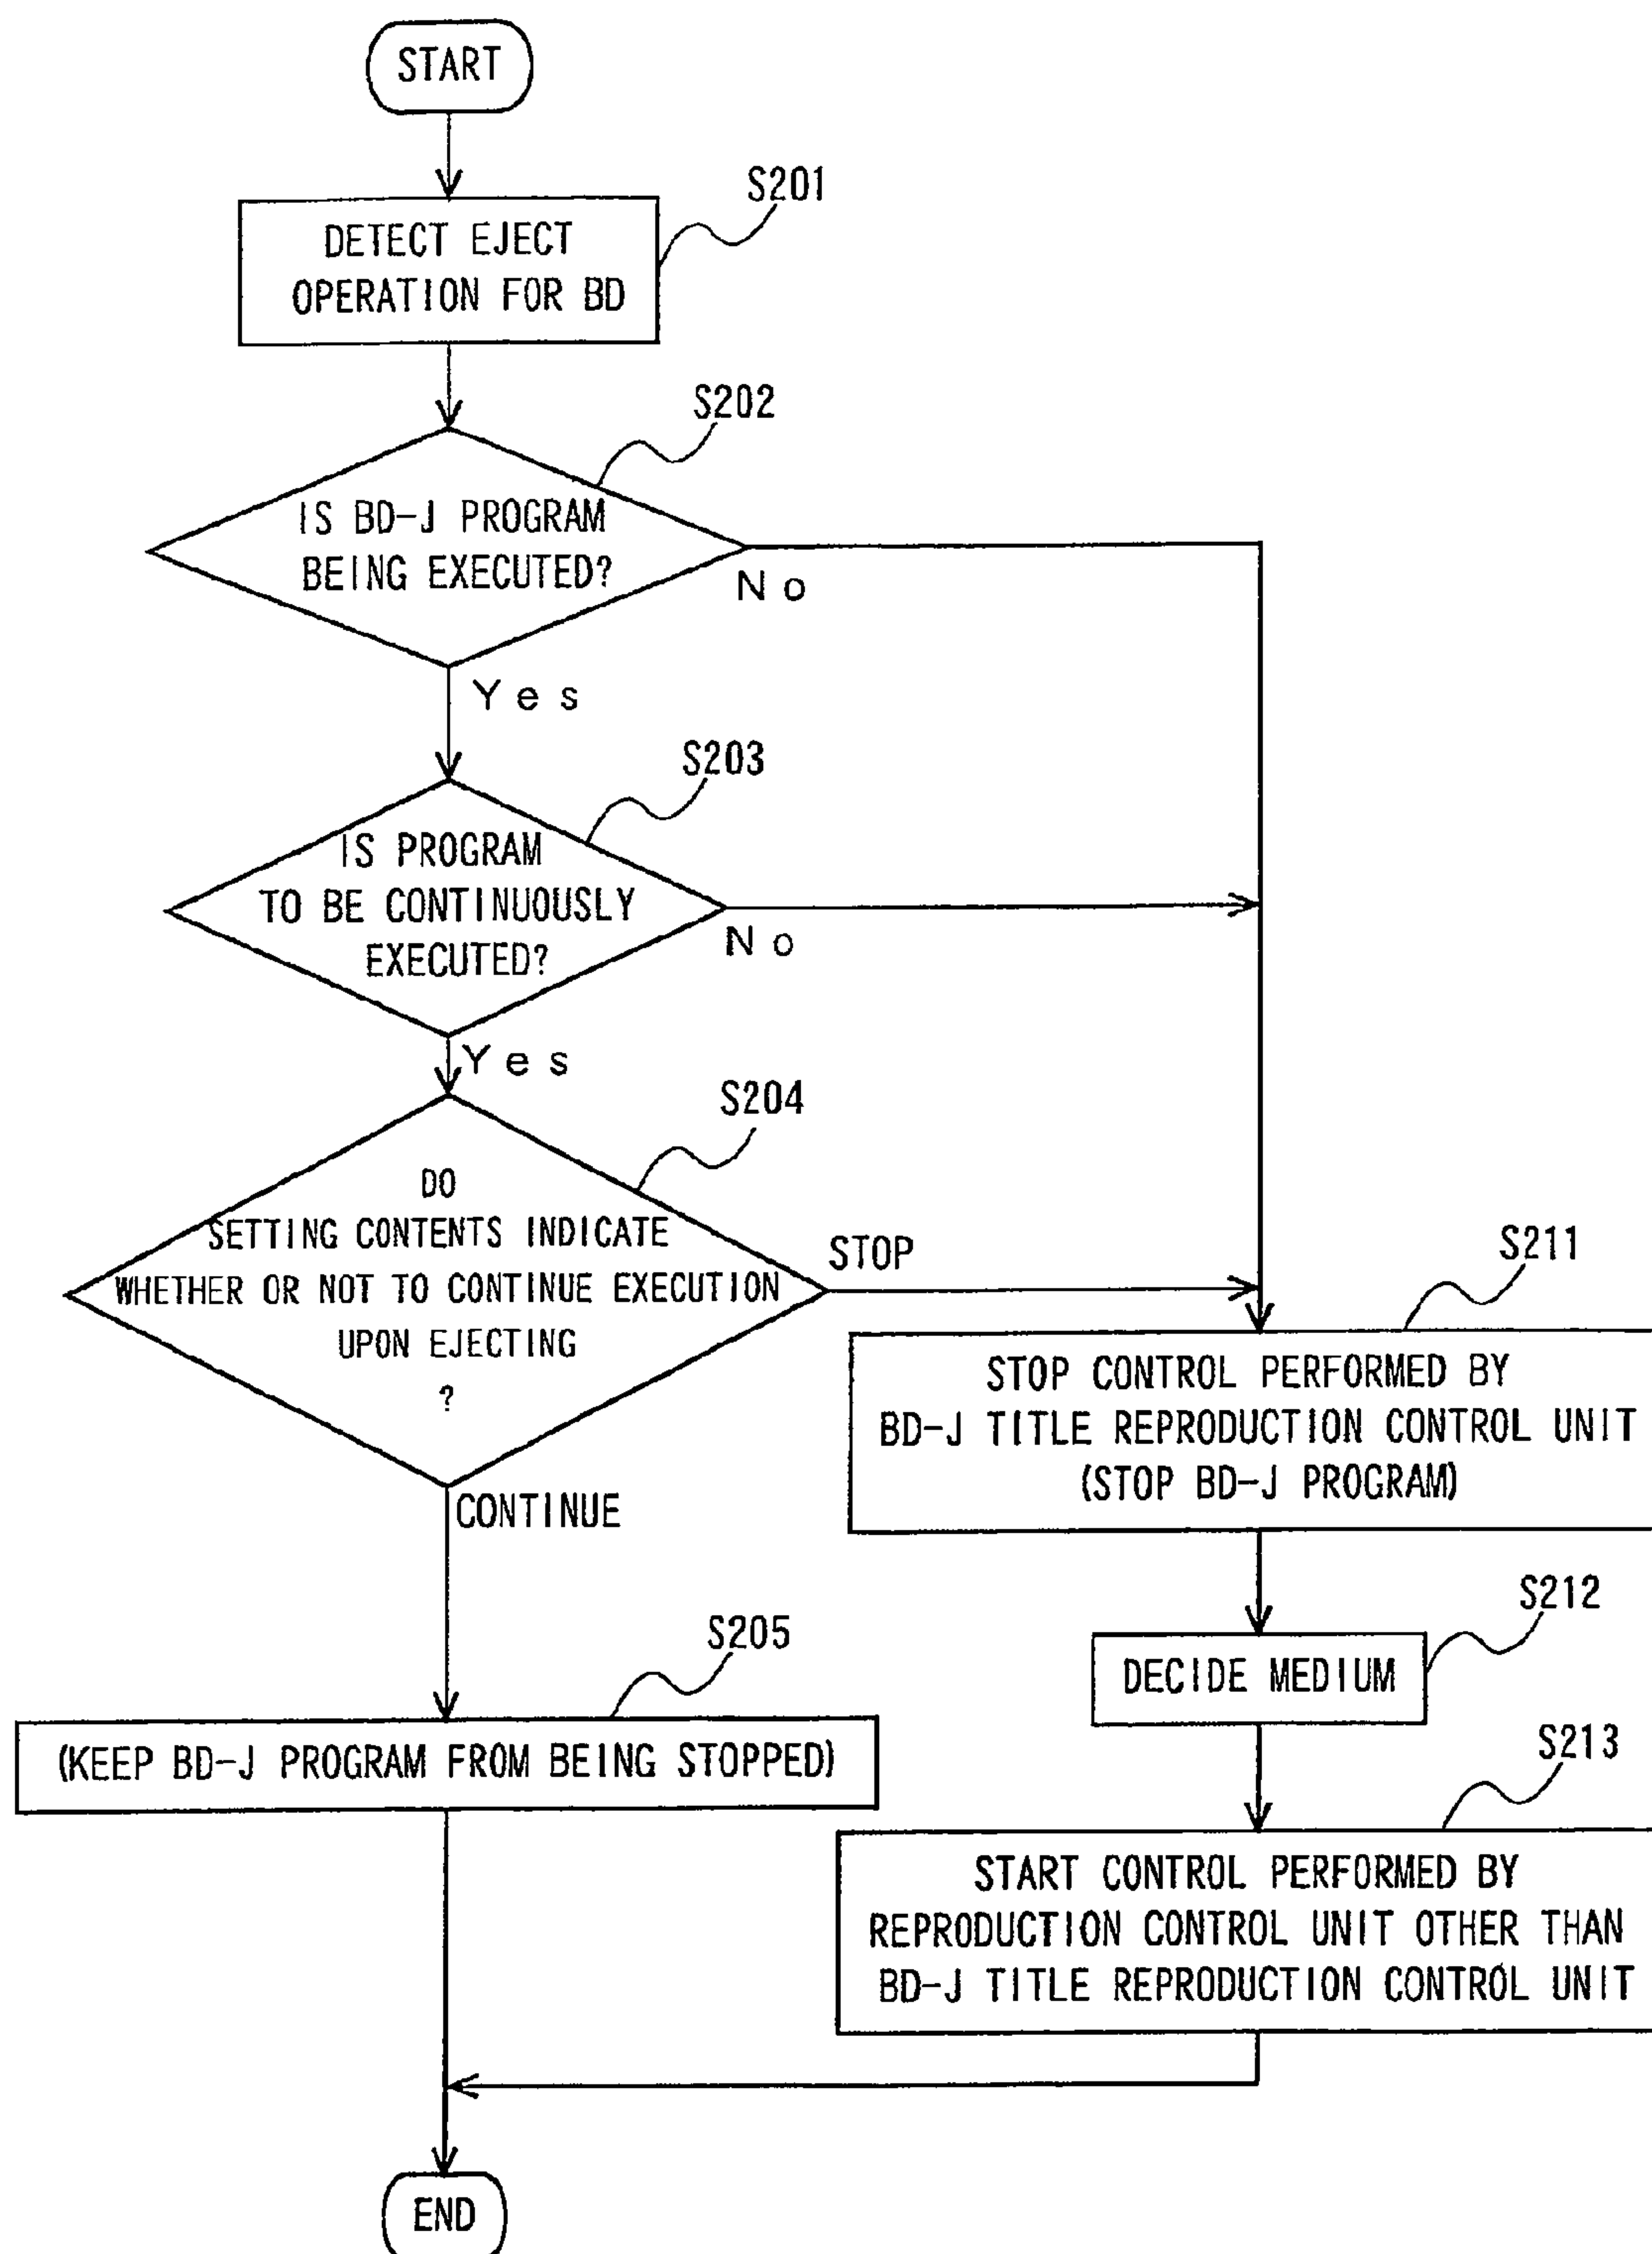 START
S201
DETECT EJECT
OPERATION FOR BD
S202
IS BD-J PROGRAM
BEING EXECUTED?
No
Yes
S203
IS PROGRAM
TO BE CONTINUOUSLY
EXECUTED?
No
Yes
S204
DO
SETTING CONTENTS INDICATE
WHETHER OR NOT TO CONTINUE EXECUTION
UPON EJECTING
?
STOP
CONTINUE
S211
STOP CONTROL PERFORMED BY
BD-J TITLE REPRODUCTION CONTROL UNIT
(STOP BD-J PROGRAM)
S212
DECIDE MEDIUM
S205
(KEEP BD-J PROGRAM FROM BEING STOPPED)
S213
START CONTROL PERFORMED BY
REPRODUCTION CONTROL UNIT OTHER THAN
BD-J TITLE REPRODUCTION CONTROL UNIT
END